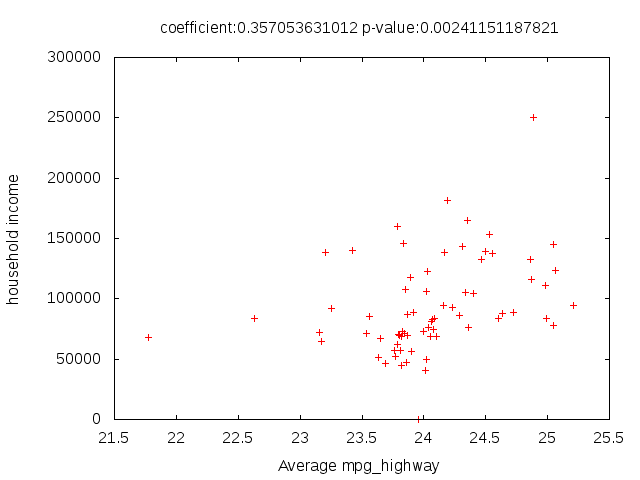 coefficient:0.357053631012 p-value:0.00241151187821
300000
250000
200000
150000
100000
50000
0
household income
21.5 22 22.5 23 23.5 24 24.5 25 25.5
Average mpg_highway